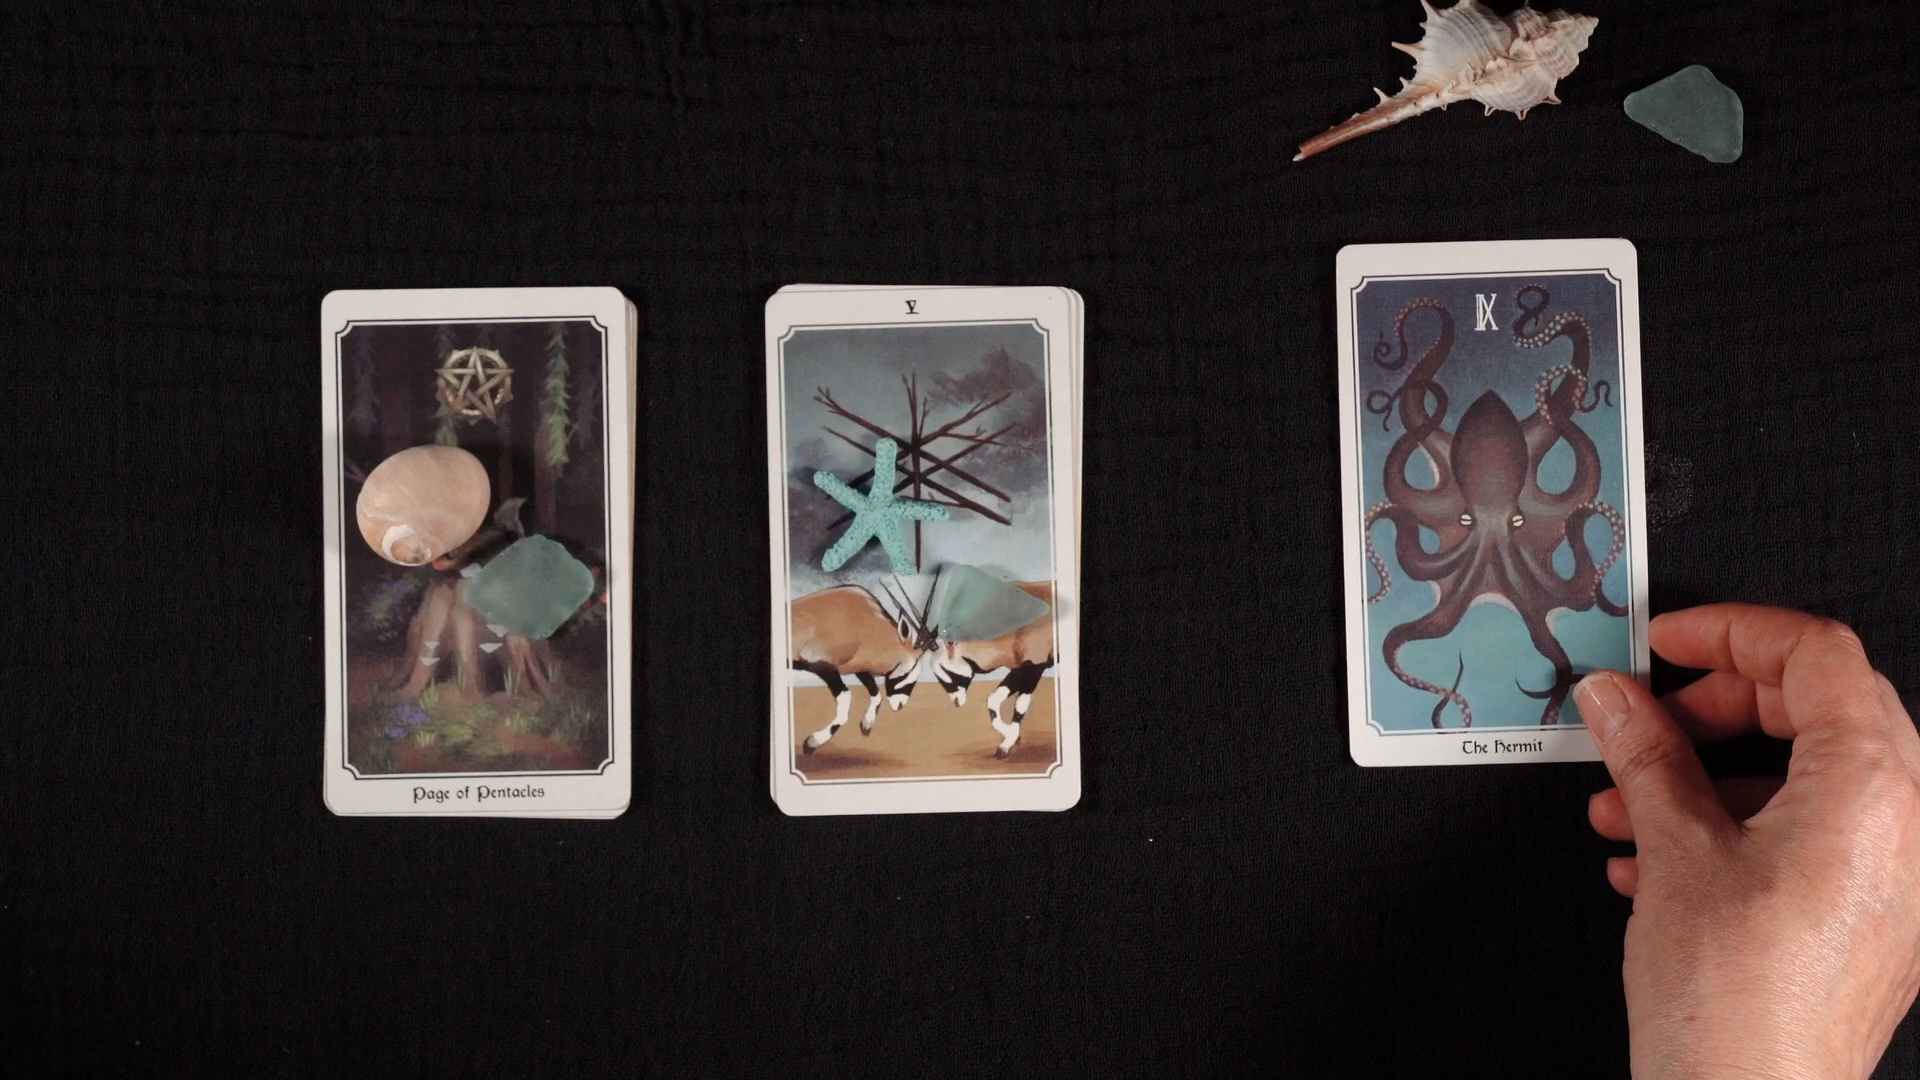 Page of Pentacles
V
IX
The Hermit